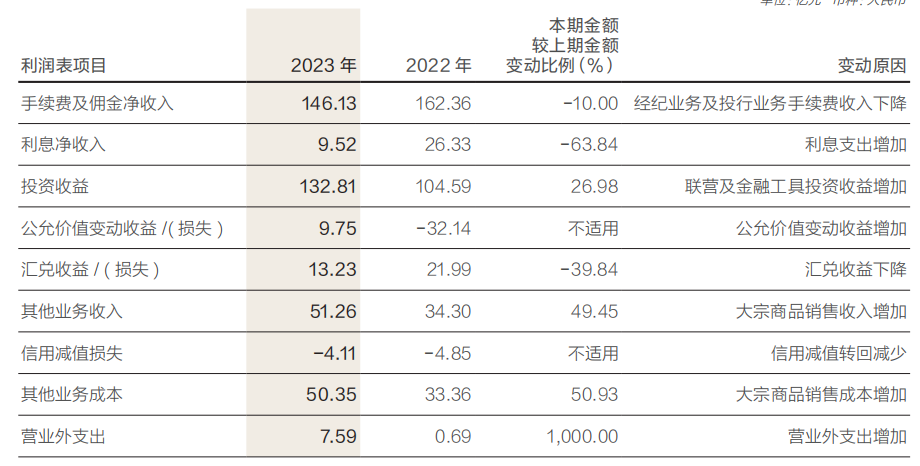 单位：亿元 币种：人民币
本期金额
较上期金额
利润表项目 2023 年 2022 年 变动比例（%） 变动原因
手续费及佣金净收入 146.13 162.36 -10.00 经纪业务及投行业务手续费收入下降
利息净收入 9.52 26.33 -63.84 利息支出增加
投资收益 132.81 104.59 26.98 联营及金融工具投资收益增加
公允价值变动收益 /( 损失 ) 9.75 -32.14 不适用 公允价值变动收益增加
汇兑收益 / ( 损失 ) 13.23 21.99 -39.84 汇兑收益下降
其他业务收入 51.26 34.30 49.45 大宗商品销售收入增加
信用减值损失 -4.11 -4.85 不适用 信用减值转回减少
其他业务成本 50.35 33.36 50.93 大宗商品销售成本增加
营业外支出 7.59 0.69 1,000.00 营业外支出增加